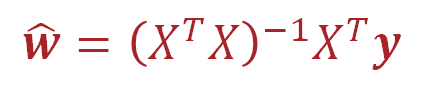 ŵ = (XᵀX)⁻¹Xᵀy